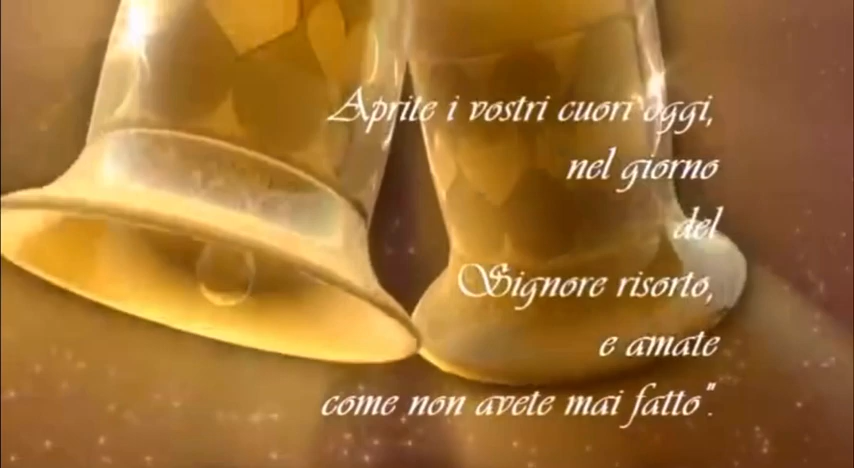 Aprite i vostri cuori oggi,
nel giorno
del
Signore risorto,
e amate
come non avete mai fatto".